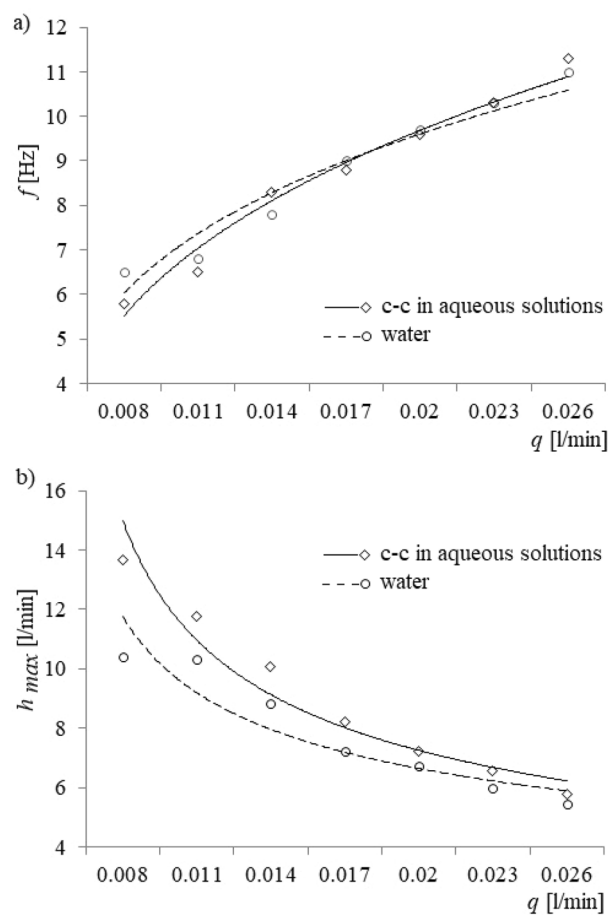 a)
12
11
10
9
8
7
6
5
4
f [Hz]
c-c in aqueous solutions
water
0.008 0.011 0.014 0.017 0.02 0.023 0.026
q [l/min]
b)
16
14
12
10
8
6
4
h max [l/min]
c-c in aqueous solutions
water
0.008 0.011 0.014 0.017 0.02 0.023 0.026
q [l/min]